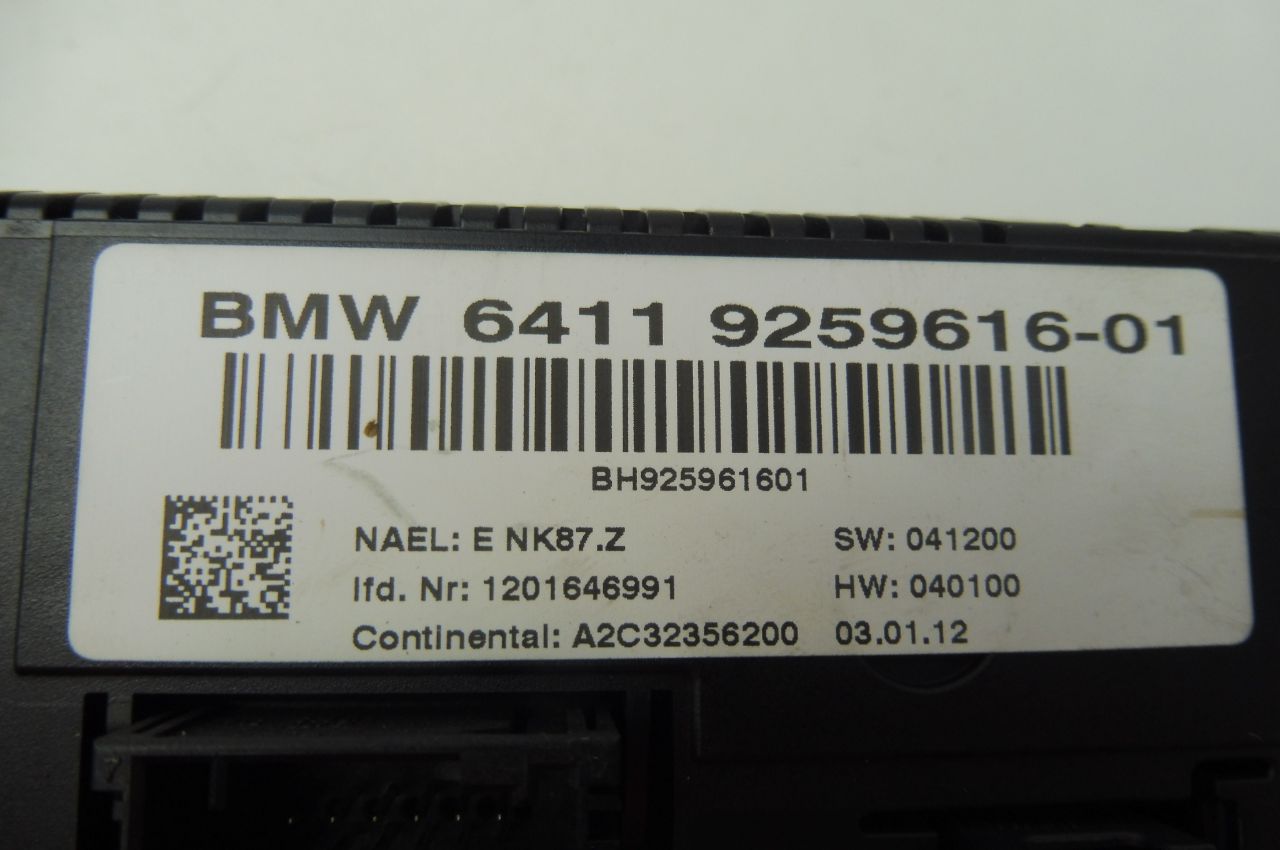 BMW 6411 9259616-01
BH925961601
NAEL: E NK87.Z SW: 041200
lfd. Nr: 1201646991 HW: 040100
Continental: A2C32356200 03.01.12